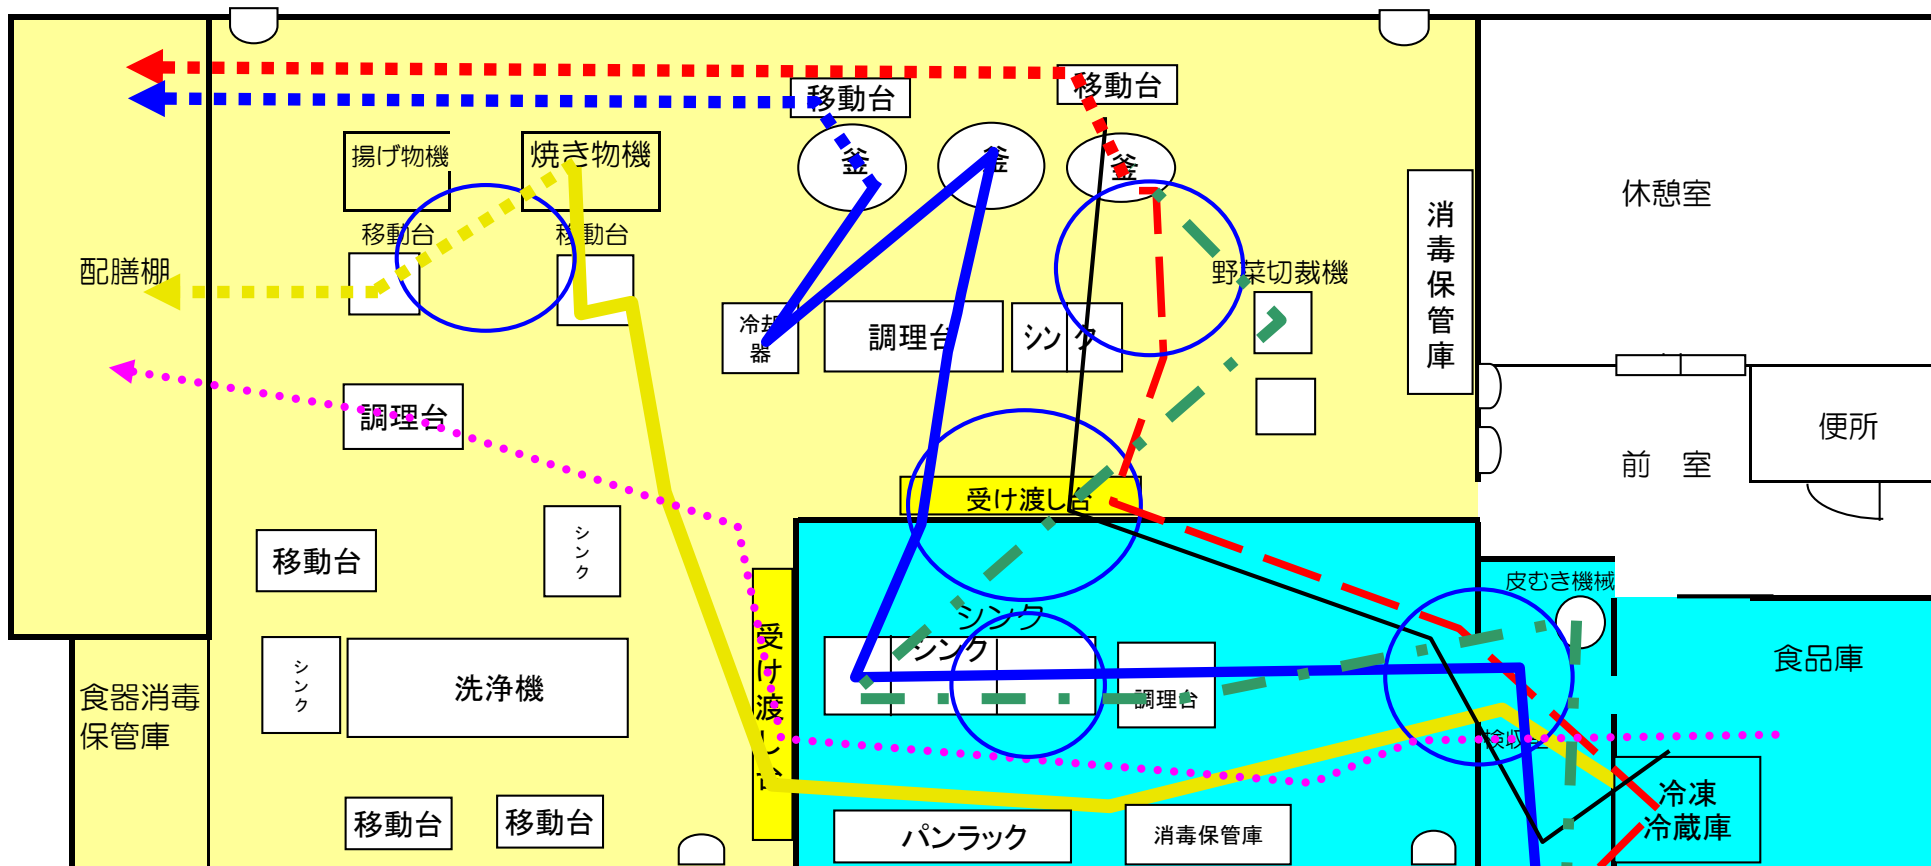 移動台
移動台
揚げ物機
焼き物機
釜
釜
釜
休憩室
移動台
移動台
消毒保管庫
配膳棚
野菜切裁機
冷却
器
調理台
シンク
調理台
便所
前 室
受け渡し台
移動台
シンク
皮むき機械
シンク
シンク
受け渡し台
食品庫
シンク
洗浄機
調理台
食器消毒
保管庫
検収室
冷凍
冷蔵庫
移動台
移動台
パンラック
消毒保管庫